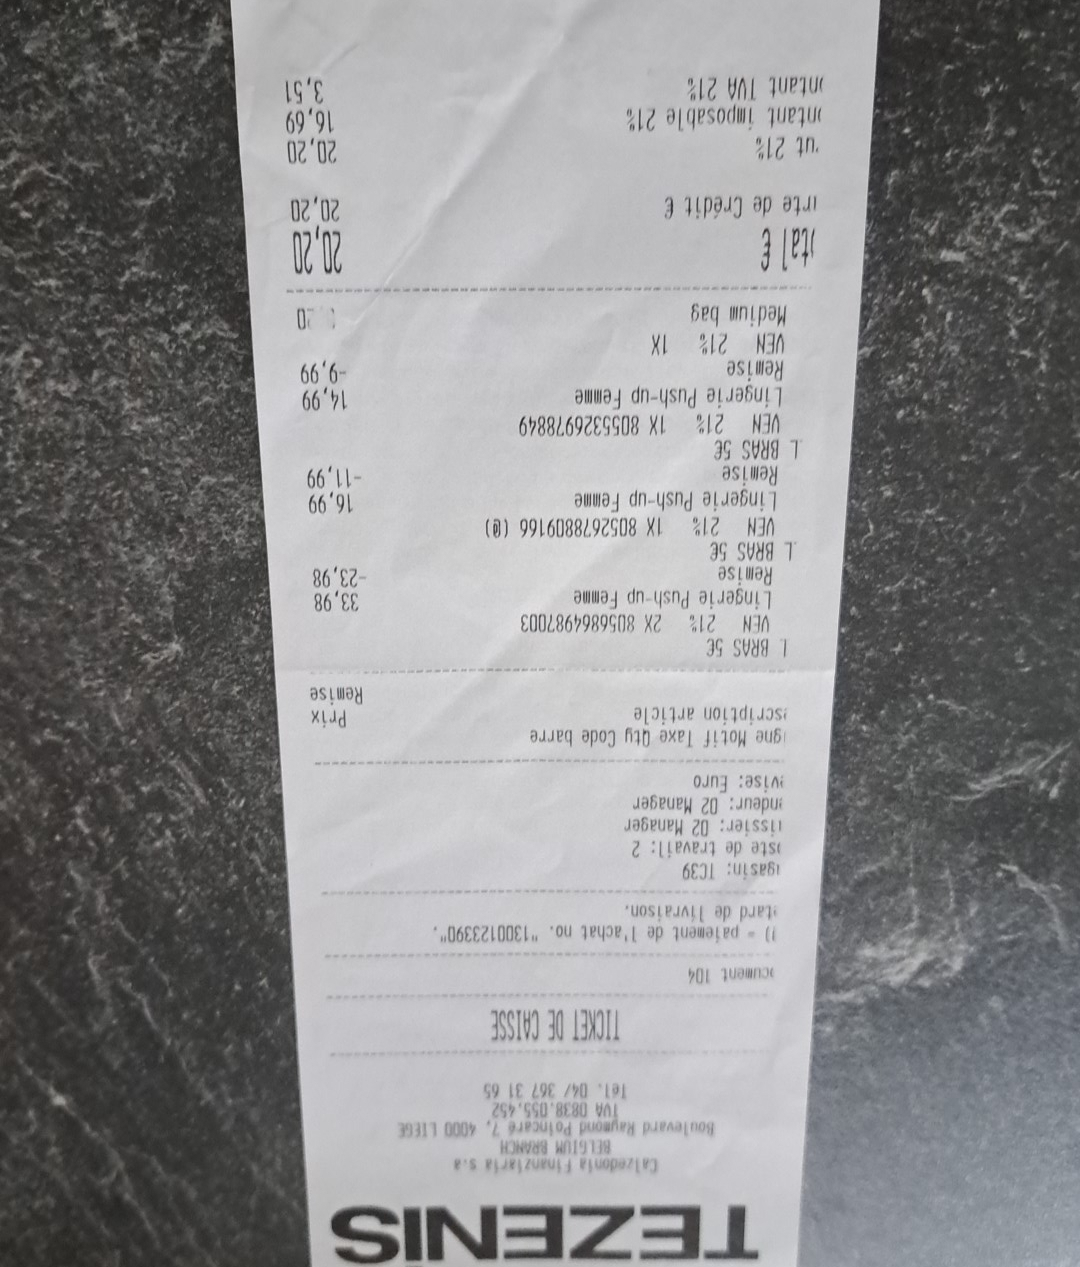 TEZENIS
Calzedonia Finanziaria s.a
BELGIUM BRANCH
Boulevard Raymond Poincaré 7, 4000 LIEGE
TVA 0838.055.452
Tel. 04/ 367 31 65
TICKET DE CAISSE
ocument 104
)) = paiement de l'achat no. "1300123390".
etard de livraison.
agasin: TC39
oste de travail: 2
issier: 02 Manager
ndeur: 02 Manager
evise: Euro
igne Motif Taxe Qty Code barre
escription article Prix
Remise
L BRAS 5€
VEN 21% 2X 8056864987003
Lingerie Push-up Femme 33,98
Remise -23,98
L BRAS 5€
VEN 21% 1X 8052678809166 (@)
Lingerie Push-up Femme 16,99
Remise -11,99
L BRAS 5€
VEN 21% 1X 8055326978849
Lingerie Push-up Femme 14,99
Remise -9,99
VEN 21% 1X
Medium bag 20
otal € 20,20
arte de Crédit € 20,20
ut 21% 20,20
ontant imposable 21% 16,69
ontant TVA 21% 3,51